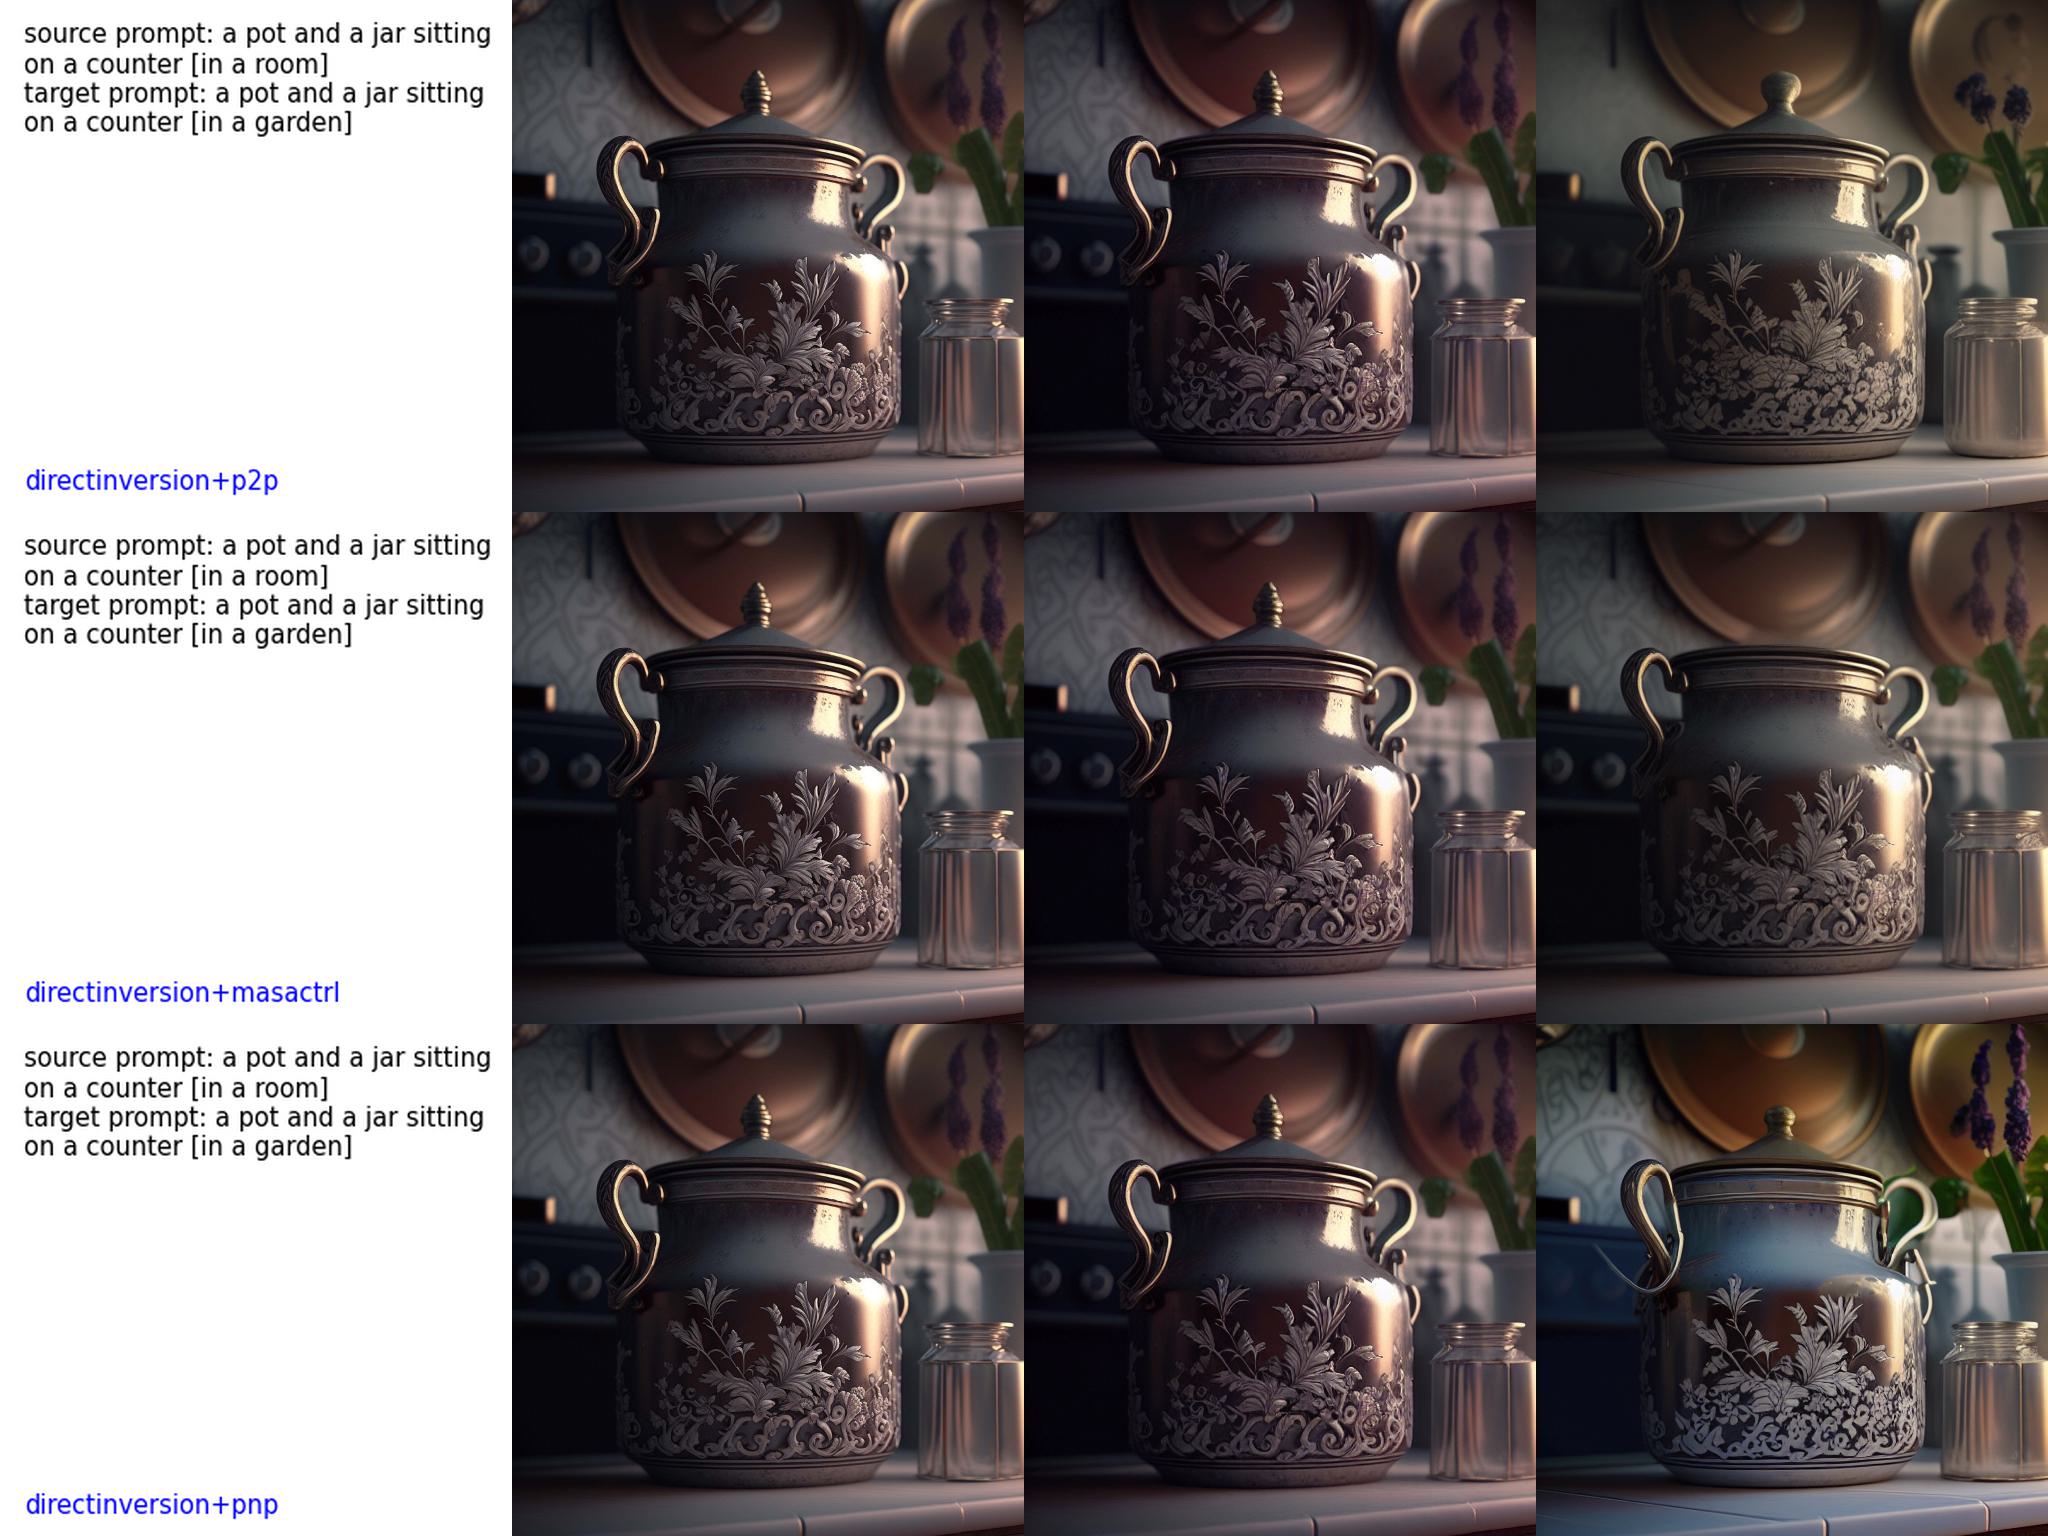 source prompt: a pot and a jar sitting
on a counter [in a room]
target prompt: a pot and a jar sitting
on a counter [in a garden]
directinversion+p2p
source prompt: a pot and a jar sitting
on a counter [in a room]
target prompt: a pot and a jar sitting
on a counter [in a garden]
directinversion+masactrl
source prompt: a pot and a jar sitting
on a counter [in a room]
target prompt: a pot and a jar sitting
on a counter [in a garden]
directinversion+pnp